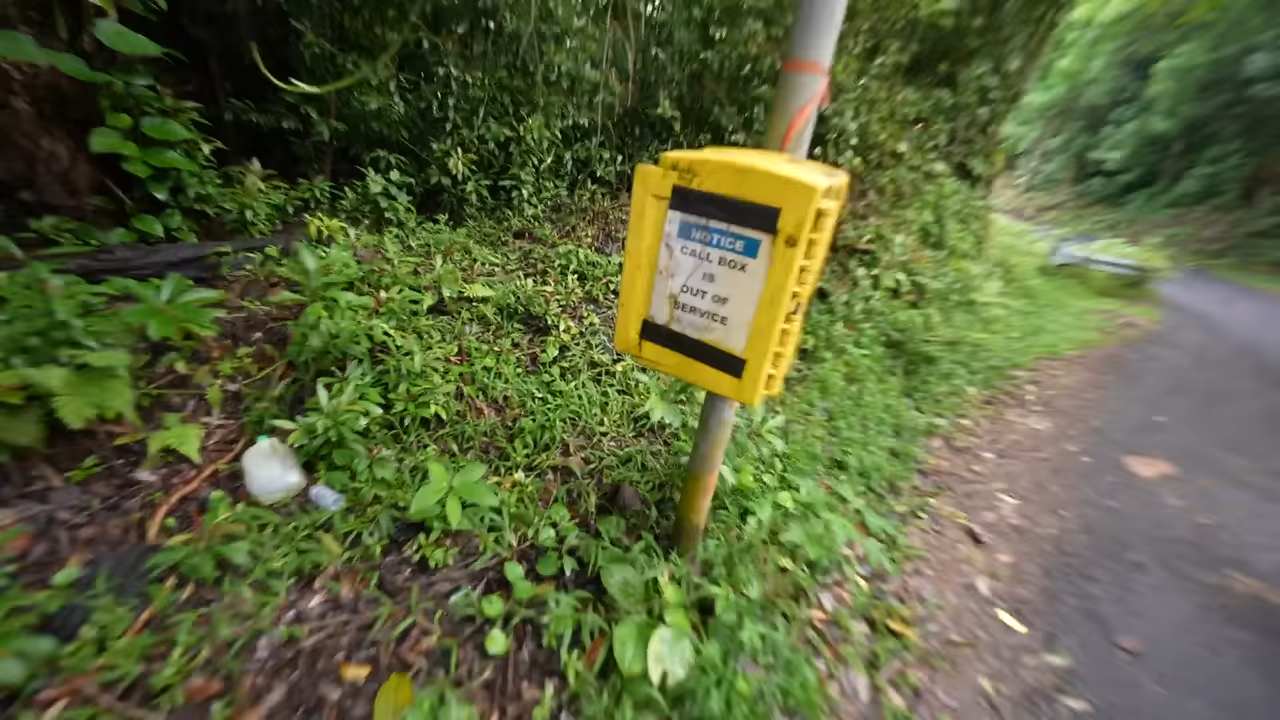 NOTICE
CALL BOX
IS
OUT OF
SERVICE